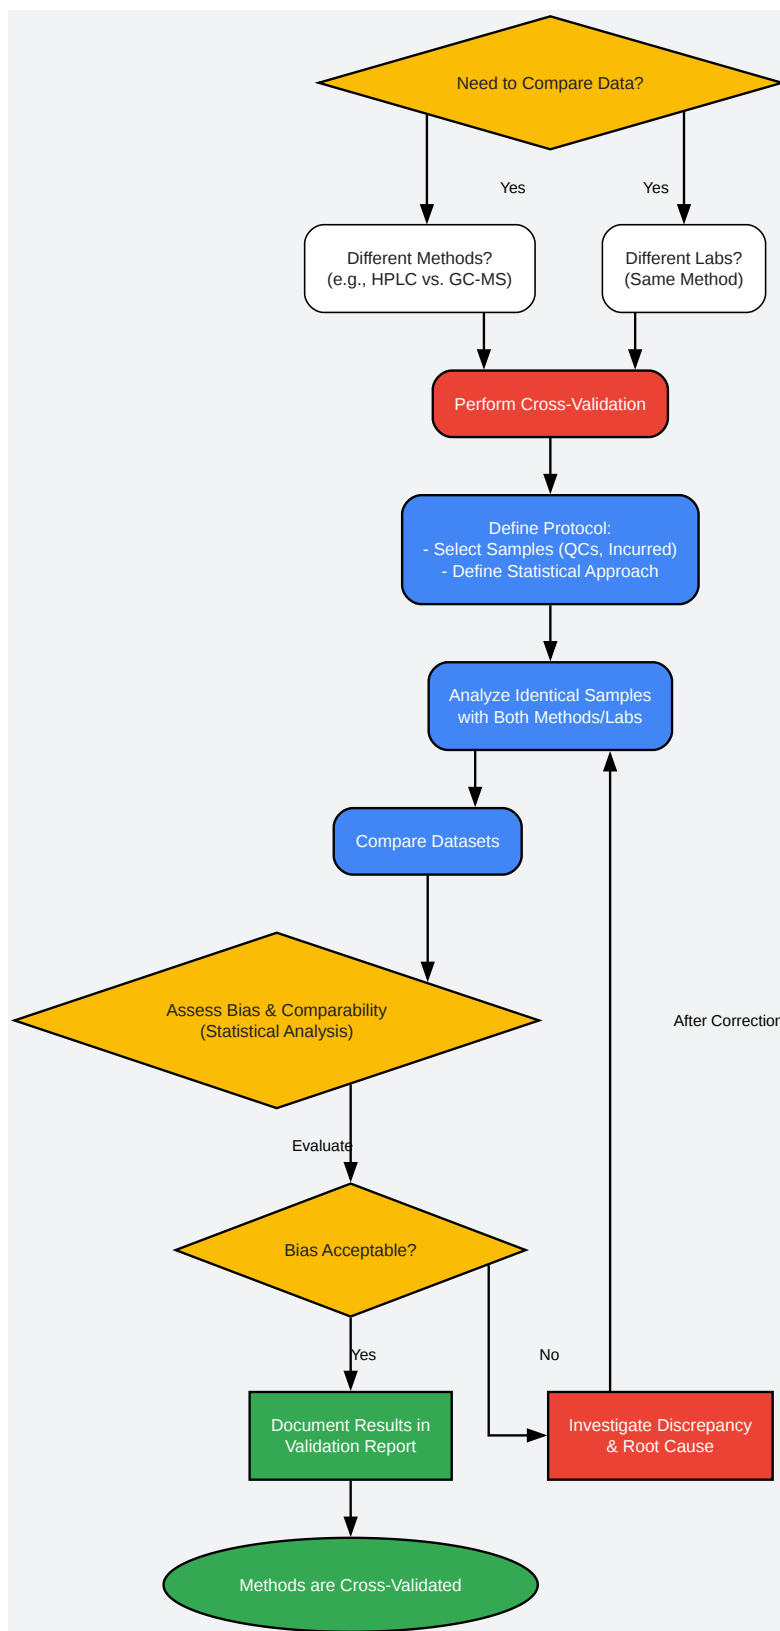 Need to Compare Data?
Yes
Yes
Different Methods?
(e.g., HPLC vs. GC-MS)
Different Labs?
(Same Method)
Perform Cross-Validation
Define Protocol:
- Select Samples (QCs, Incurred)
- Define Statistical Approach
Analyze Identical Samples
with Both Methods/Labs
Compare Datasets
Assess Bias & Comparability
(Statistical Analysis)
After Correction
Evaluate
Bias Acceptable?
Yes
No
Document Results in
Validation Report
Investigate Discrepancy
& Root Cause
Methods are Cross-Validated